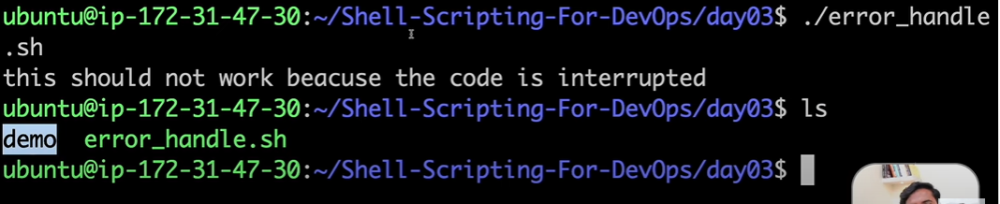 ubuntu@ip-172-31-47-30:~/Shell-Scripting-For-DevOps/day03$ ./error_handle
.sh
this should not work beacuse the code is interrupted
ubuntu@ip-172-31-47-30:~/Shell-Scripting-For-DevOps/day03$ ls
demo  error_handle.sh
ubuntu@ip-172-31-47-30:~/Shell-Scripting-For-DevOps/day03$